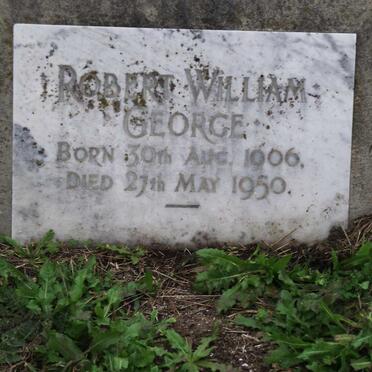 ROBERT WILLIAM
GEORGE
BORN 30th AUG. 1906.
DIED 27th MAY 1950.